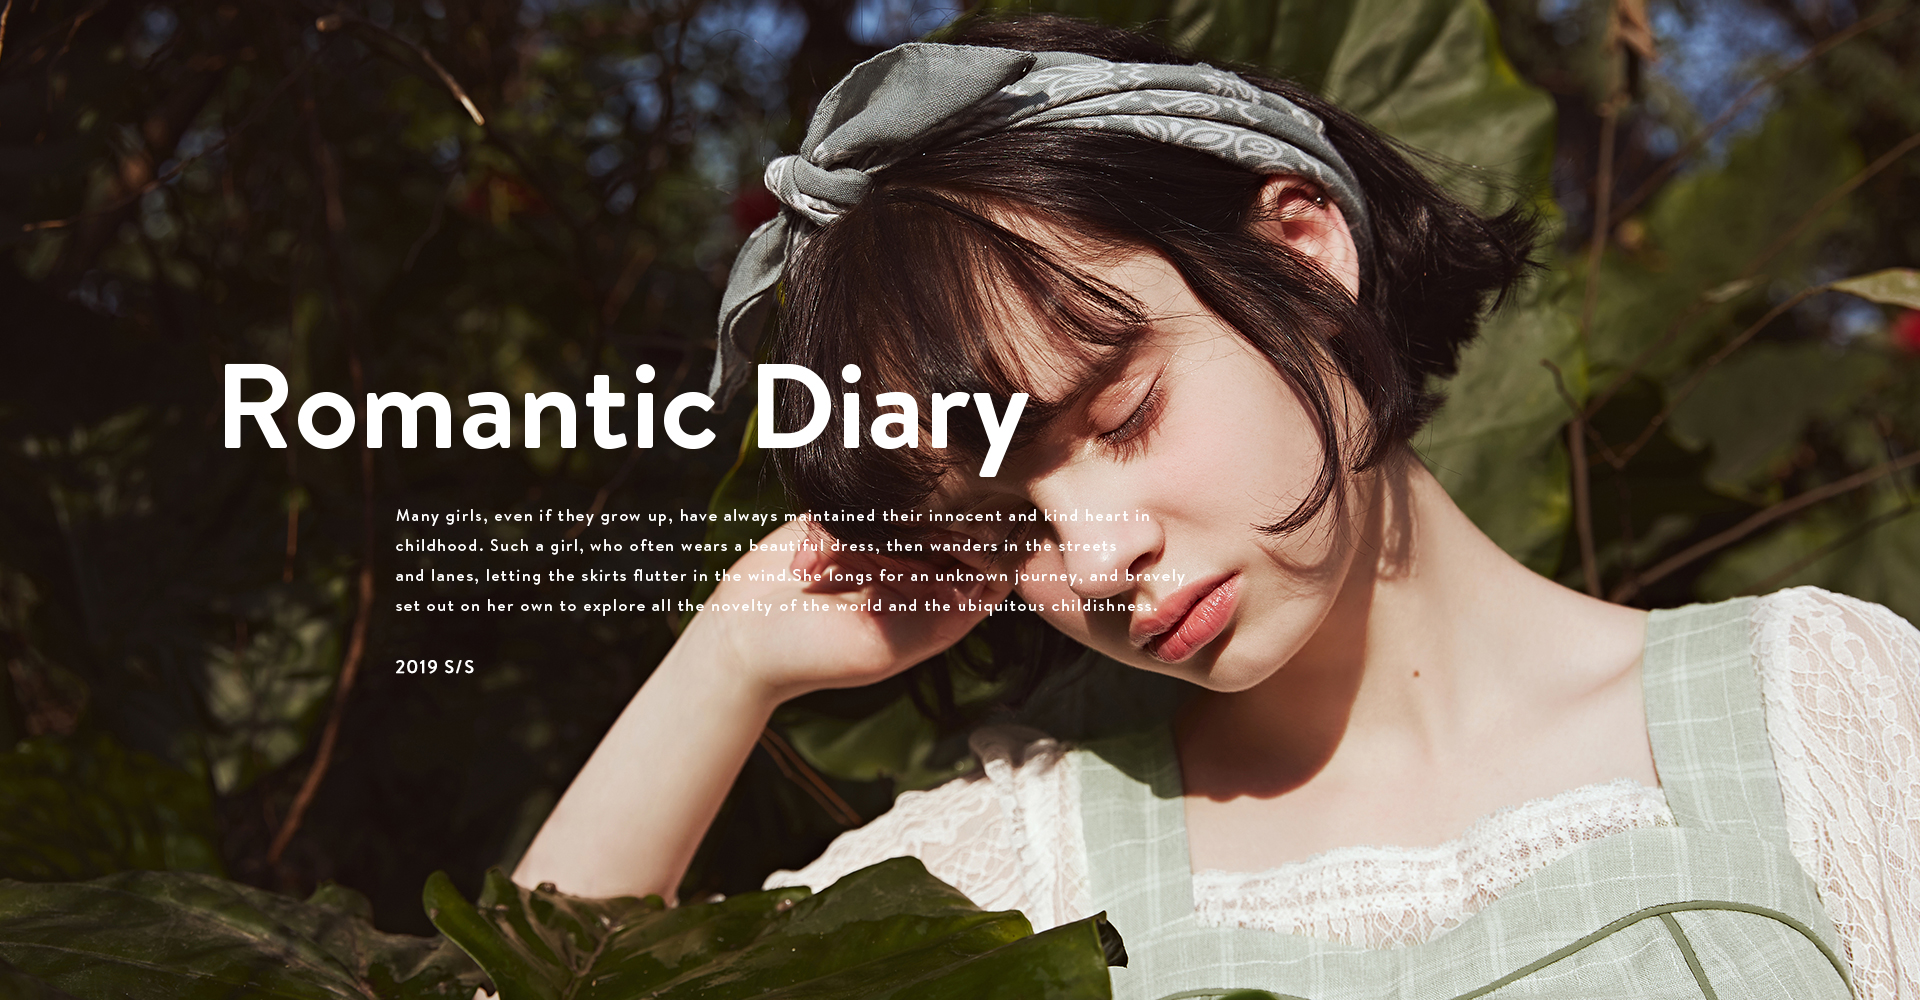 Romantic Diary
Many girls, even if they grow up, have always maintained their innocent and kind heart in
childhood. Such a girl, who often wears a beautiful dress, then wanders in the streets
and lanes, letting the skirts flutter in the wind.She longs for an unknown journey, and bravely
set out on her own to explore all the novelty of the world and the ubiquitous childishness.
2019 S/S